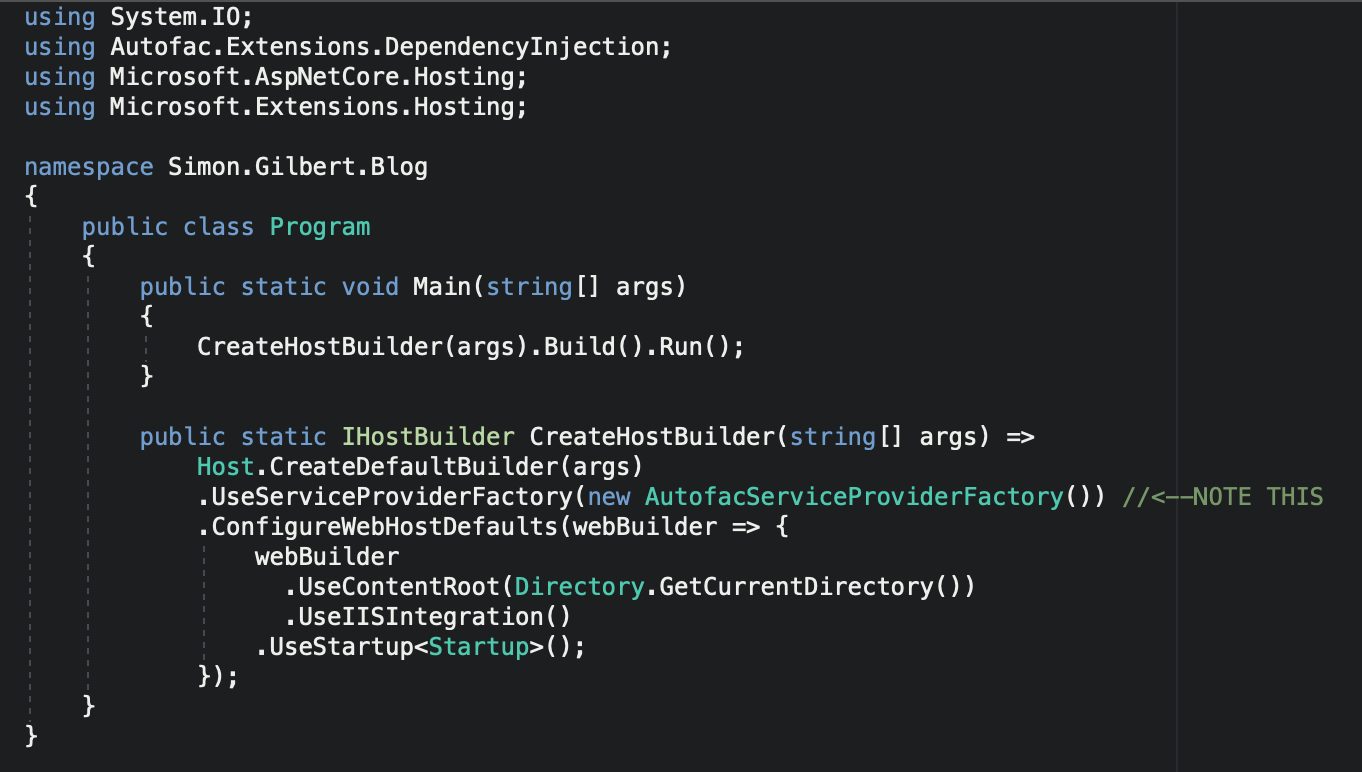 using System.IO;
using Autofac.Extensions.DependencyInjection;
using Microsoft.AspNetCore.Hosting;
using Microsoft.Extensions.Hosting;

namespace Simon.Gilbert.Blog
{
    public class Program
    {
        public static void Main(string[] args)
        {
            CreateHostBuilder(args).Build().Run();
        }

        public static IHostBuilder CreateHostBuilder(string[] args) =>
            Host.CreateDefaultBuilder(args)
            .UseServiceProviderFactory(new AutofacServiceProviderFactory()) //<--NOTE THIS
            .ConfigureWebHostDefaults(webBuilder => {
                webBuilder
                  .UseContentRoot(Directory.GetCurrentDirectory())
                  .UseIISIntegration()
                .UseStartup<Startup>();
            });
    }
}